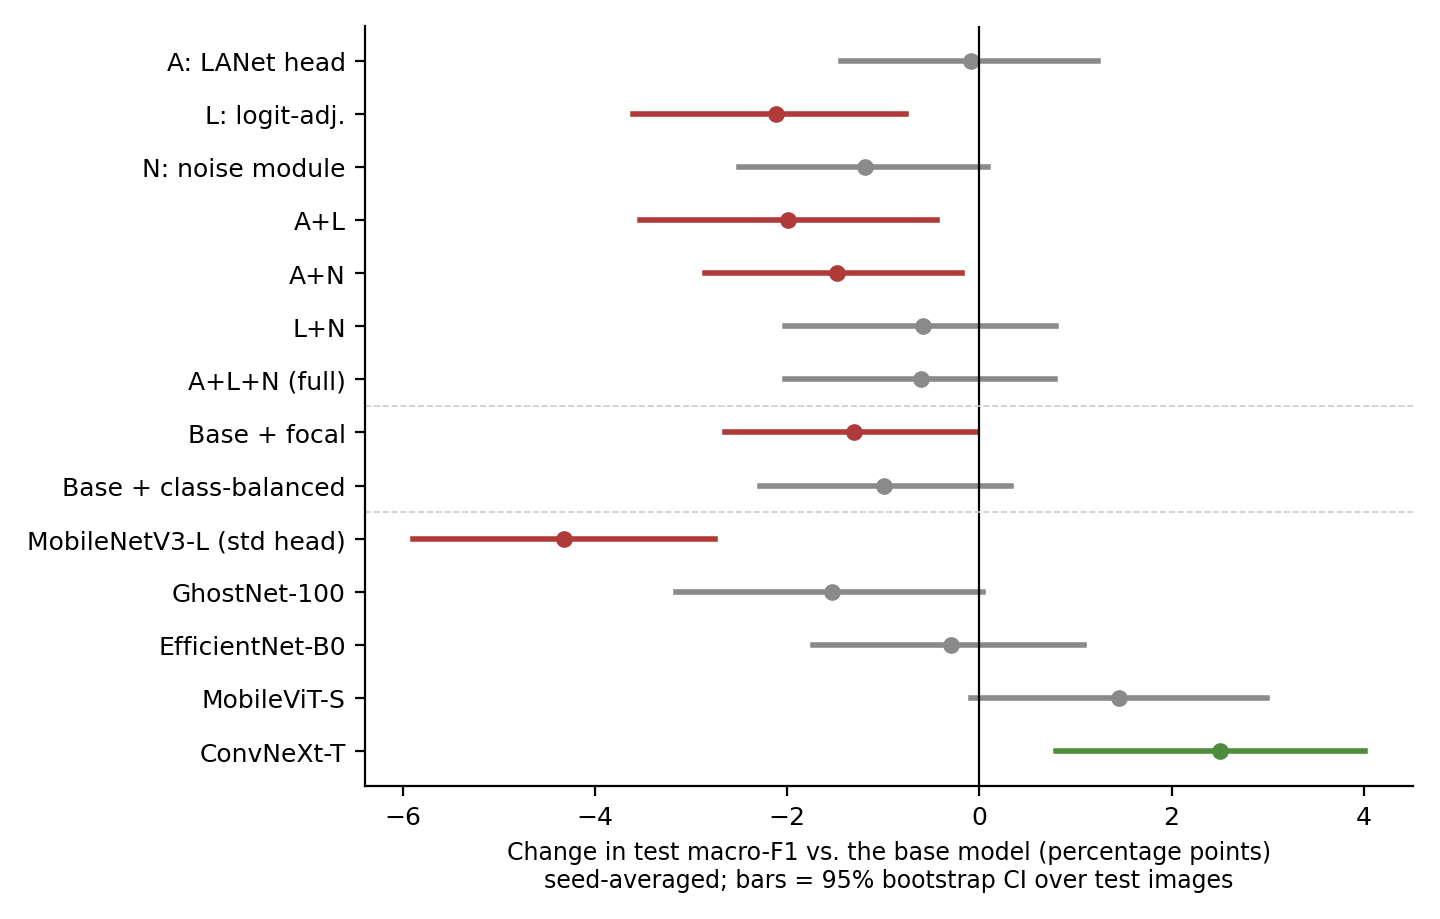 A: LANet head
L: logit-adj.
N: noise module
A+L
A+N
L+N
A+L+N (full)
Base + focal
Base + class-balanced
MobileNetV3-L (std head)
GhostNet-100
EfficientNet-B0
MobileViT-S
ConvNeXt-T
−6 −4 −2 0 2 4
Change in test macro-F1 vs. the base model (percentage points)
seed-averaged; bars = 95% bootstrap CI over test images